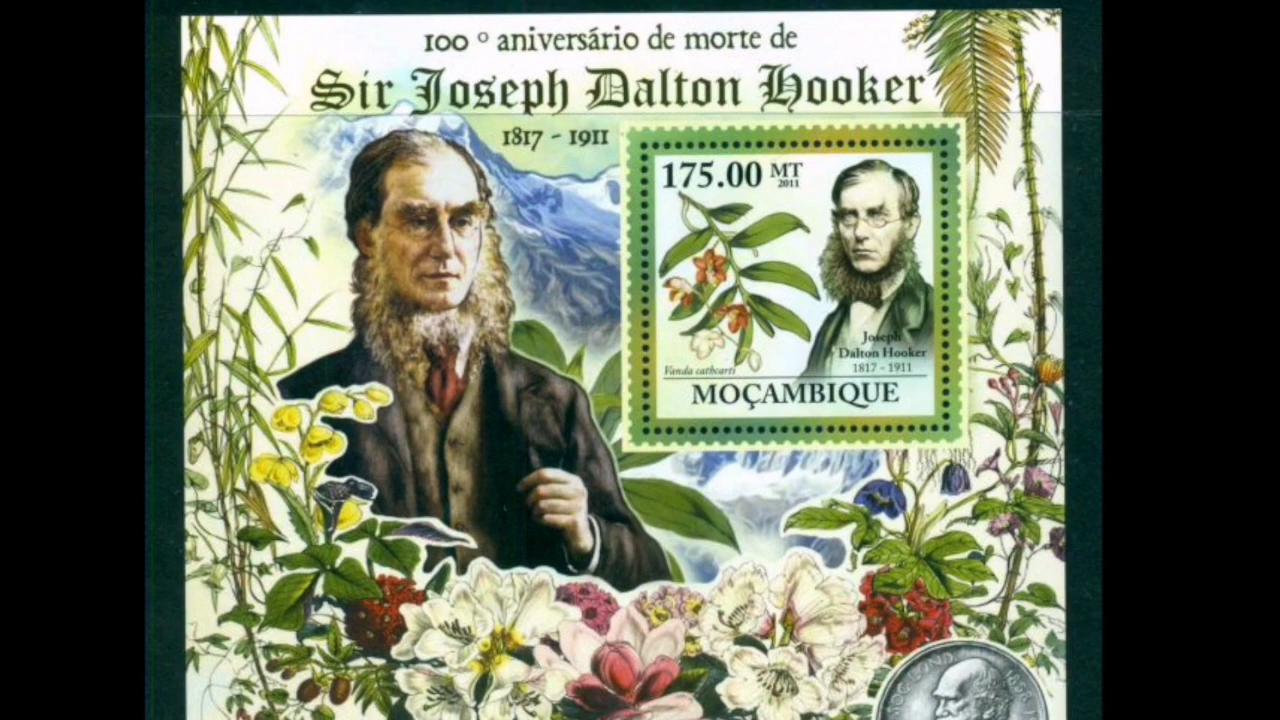 100 º aniversário de morte de
Sir Joseph Dalton Hooker
1817 - 1911
175.00 MT
2011
Joseph
Dalton Hooker
1817 - 1911
Vanda cathcarti
MOÇAMBIQUE